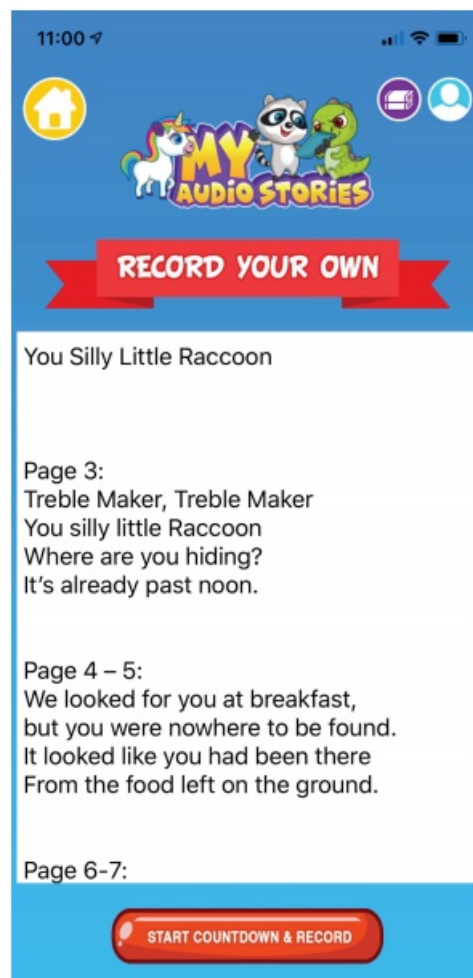 11:00
MY
AUDIO STORIES
RECORD YOUR OWN
You Silly Little Raccoon
Page 3:
Treble Maker, Treble Maker
You silly little Raccoon
Where are you hiding?
It’s already past noon.
Page 4 – 5:
We looked for you at breakfast,
but you were nowhere to be found.
It looked like you had been there
From the food left on the ground.
Page 6-7:
START COUNTDOWN & RECORD